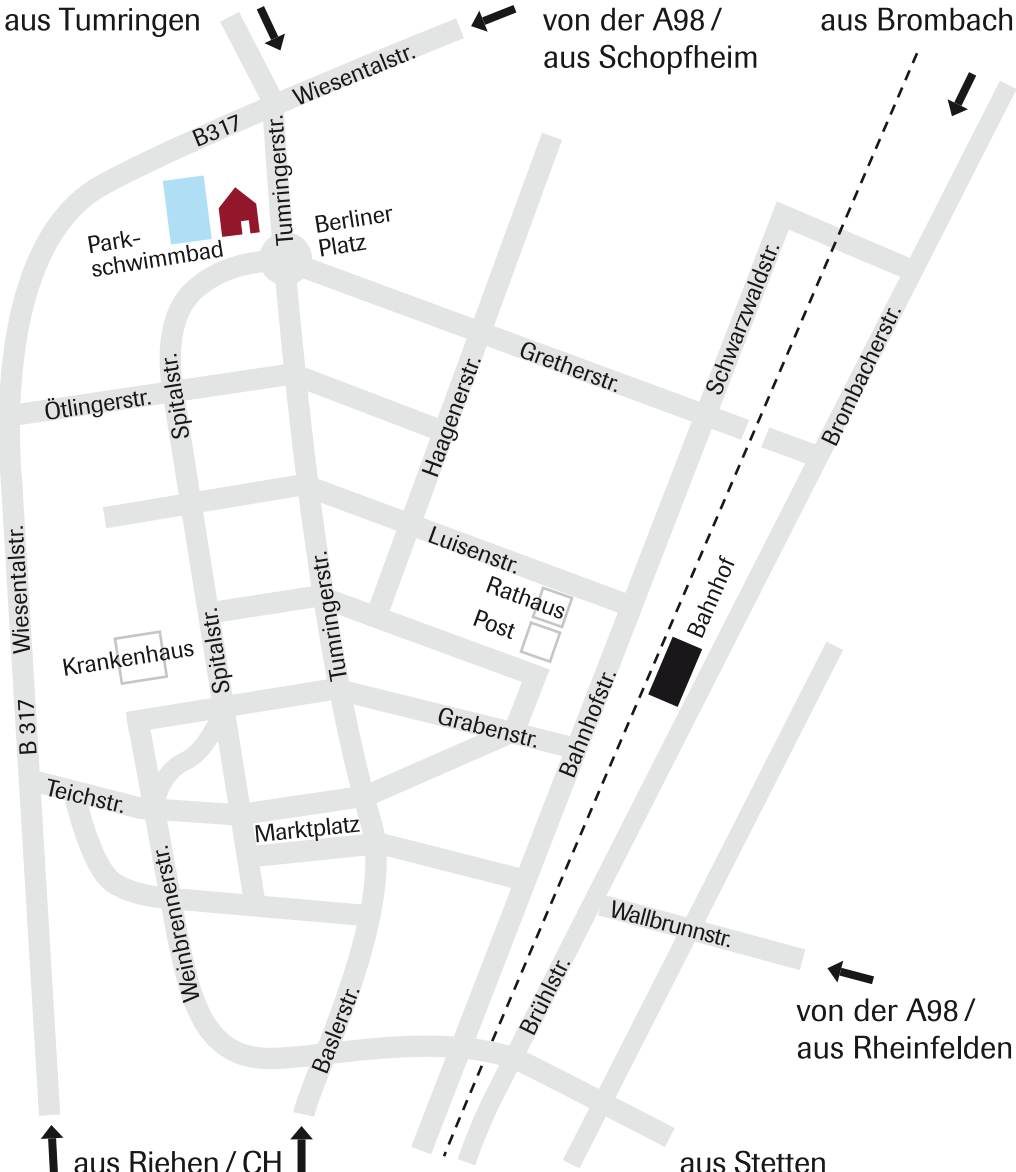 aus Tumringen
von der A98 /
aus Schopfheim
aus Brombach
Wiesentalstr.
B317
Tumringerstr.
Berliner
Platz
Park-
schwimmbad
Schwarzwaldstr.
Brombacherstr.
Gretherstr.
Spitalstr.
Ötlingerstr.
Haagenerstr.
Luisenstr.
Wiesentalstr.
Tumringerstr.
Rathaus
Post
Bahnhof
Krankenhaus
Spitalstr.
B 317
Grabenstr.
Bahnhofstr.
Teichstr.
Marktplatz
Weinbrennerstr.
Wallbrunnstr.
Brühlstr.
Baslerstr.
von der A98 /
aus Rheinfelden
aus Riehen / CH
aus Stetten